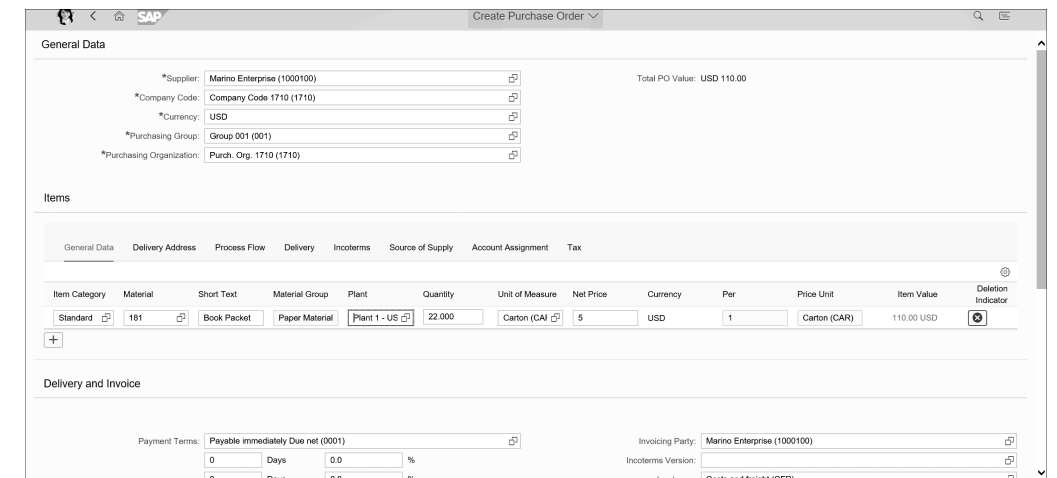 SAP
Create Purchase Order
General Data
*Supplier: Marino Enterprise (1000100)
Total PO Value: USD 110.00
*Company Code: Company Code 1710 (1710)
*Currency: USD
*Purchasing Group: Group 001 (001)
*Purchasing Organization: Purch. Org. 1710 (1710)
Items
General Data Delivery Address Process Flow Delivery Incoterms Source of Supply Account Assignment Tax
Item Category Material Short Text Material Group Plant Quantity Unit of Measure Net Price Currency Per Price Unit Item Value Deletion Indicator
Standard 181 Book Packet Paper Material Plant 1 - US 22.000 Carton (CAI 5 USD 1 Carton (CAR) 110.00 USD
Delivery and Invoice
Payment Terms: Payable immediately Due net (0001)
Invoicing Party: Marino Enterprise (1000100)
0 Days 0.0 %
Incoterms Version: